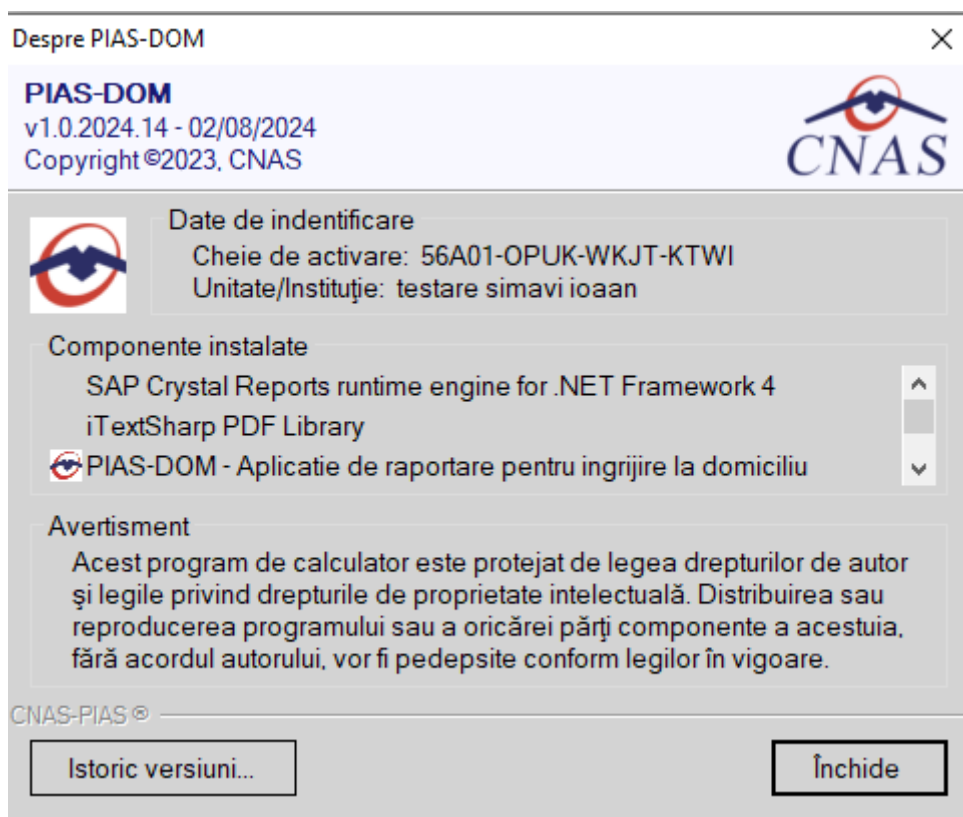 Despre PIAS-DOM
PIAS-DOM
v1.0.2024.14 - 02/08/2024
Copyright ©2023, CNAS
CNAS
Date de indentificare
Cheie de activare: 56A01-OPUK-WKJT-KTWI
Unitate/Instituţie: testare simavi ioaan
Componente instalate
SAP Crystal Reports runtime engine for .NET Framework 4
iTextSharp PDF Library
PIAS-DOM - Aplicatie de raportare pentru ingrijire la domiciliu
Avertisment
Acest program de calculator este protejat de legea drepturilor de autor
şi legile privind drepturile de proprietate intelectuală. Distribuirea sau
reproducerea programului sau a oricărei părţi componente a acestuia,
fără acordul autorului, vor fi pedepsite conform legilor în vigoare.
CNAS-PIAS ®
Istoric versiuni...
Închide